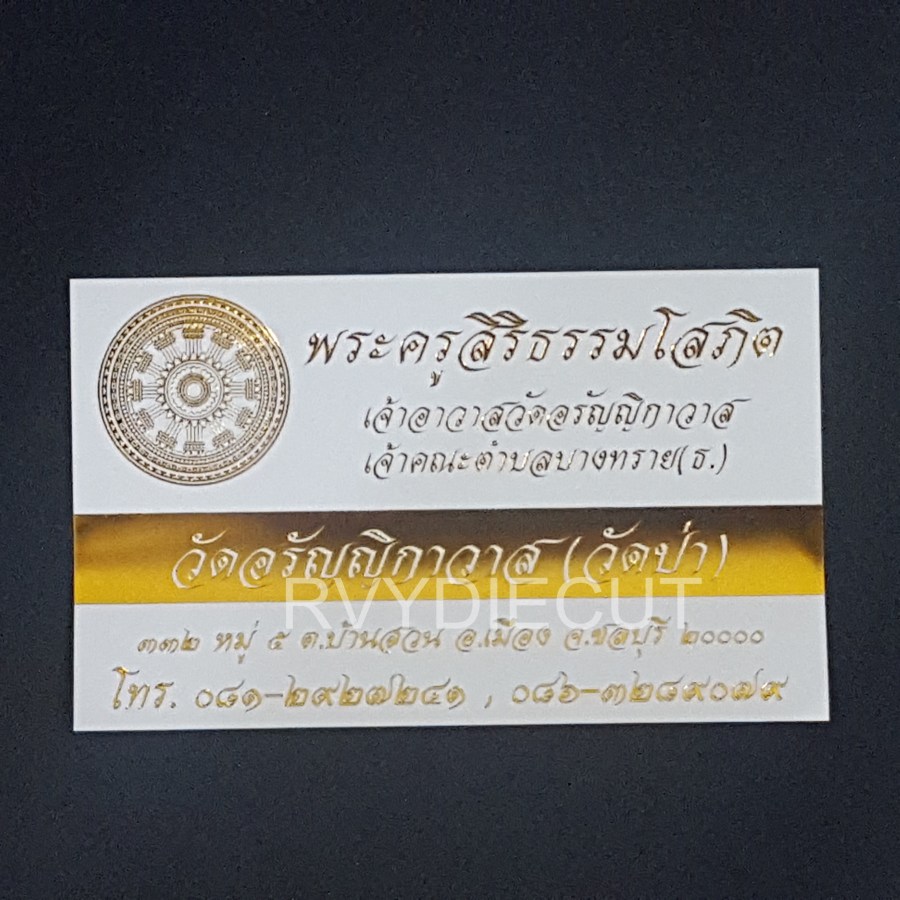 พระครูสิริธรรมโสภิต
เจ้าอาวาสวัดอรัญญิกาวาส
เจ้าคณะตำบลบางทราย(ธ.)
วัดอรัญญิกาวาส (วัดป่า)
RVYDIECUT
๓๓๒ หมู่ ๕ ต.บ้านสวน อ.เมือง จ.ชลบุรี ๒๐๐๐๐
โทร. ๐๘๑-๒๙๒๗๒๔๑ , ๐๘๖-๓๒๘๙๐๗๙